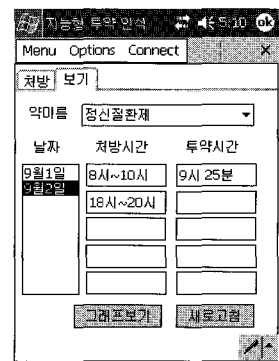 지능형 투약 인식 5:10 ok
Menu Options Connect X
처방 보기
약이름 정신질환제
날짜 처방시간 투약시간
9월1일 8시~10시 9시 25분
9월2일 18시~20시
그래프보기 새로고침